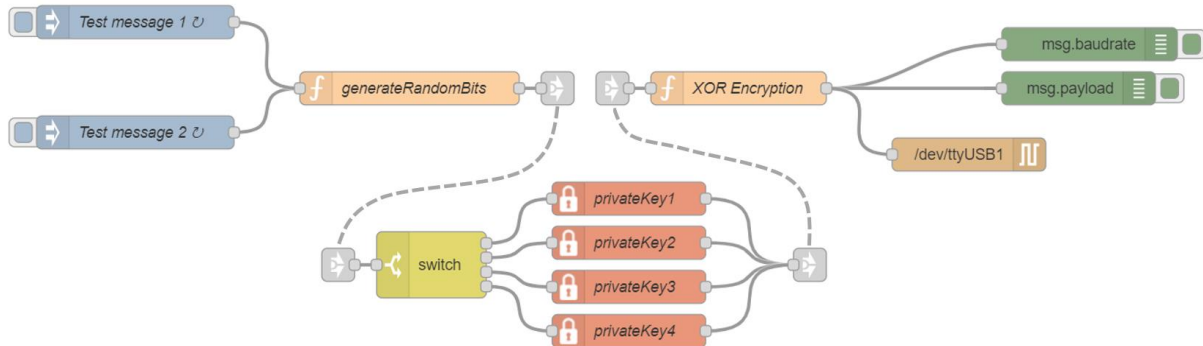 Test message 1 ↻
msg.baudrate
generateRandomBits
XOR Encryption
msg.payload
Test message 2 ↻
/dev/ttyUSB1
privateKey1
privateKey2
switch
privateKey3
privateKey4